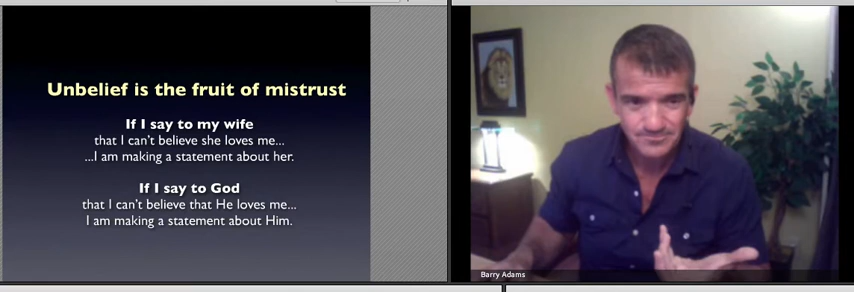 Unbelief is the fruit of mistrust
If I say to my wife
that I can't believe she loves me...
...I am making a statement about her.
If I say to God
that I can't believe that He loves me...
I am making a statement about Him.
Barry Adams